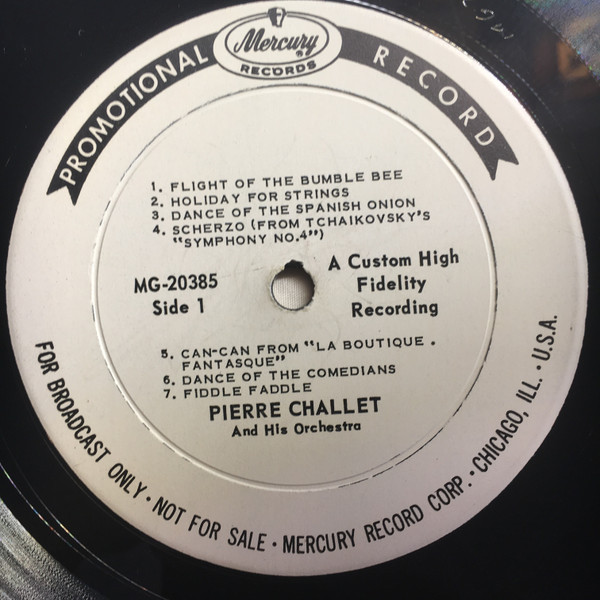 PROMOTIONAL RECORD
Mercury
®
RECORDS
1. FLIGHT OF THE BUMBLE BEE
2. HOLIDAY FOR STRINGS
3. DANCE OF THE SPANISH ONION
4. SCHERZO (FROM TCHAIKOVSKY'S
"SYMPHONY NO.4")
MG-20385
Side 1
A Custom High
Fidelity
Recording
5. CAN-CAN FROM "LA BOUTIQUE .
FANTASQUE"
6. DANCE OF THE COMEDIANS
7. FIDDLE FADDLE
PIERRE CHALLET
And His Orchestra
FOR BROADCAST ONLY · NOT FOR SALE · MERCURY RECORD CORP. · CHICAGO, ILL. · U.S.A.